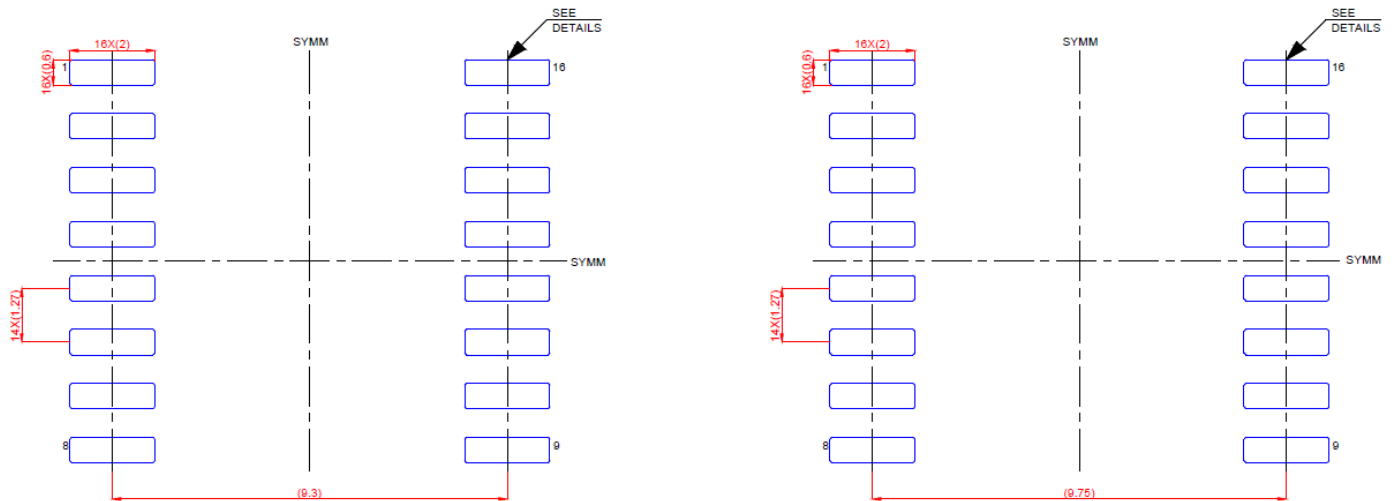 SEE
DETAILS
16X(2)
SYMM
1
16
16X(0.6)
SYMM
14X(1.27)
8
9
(9.3)
SEE
DETAILS
16X(2)
SYMM
1
16
16X(0.6)
SYMM
14X(1.27)
8
9
(9.75)